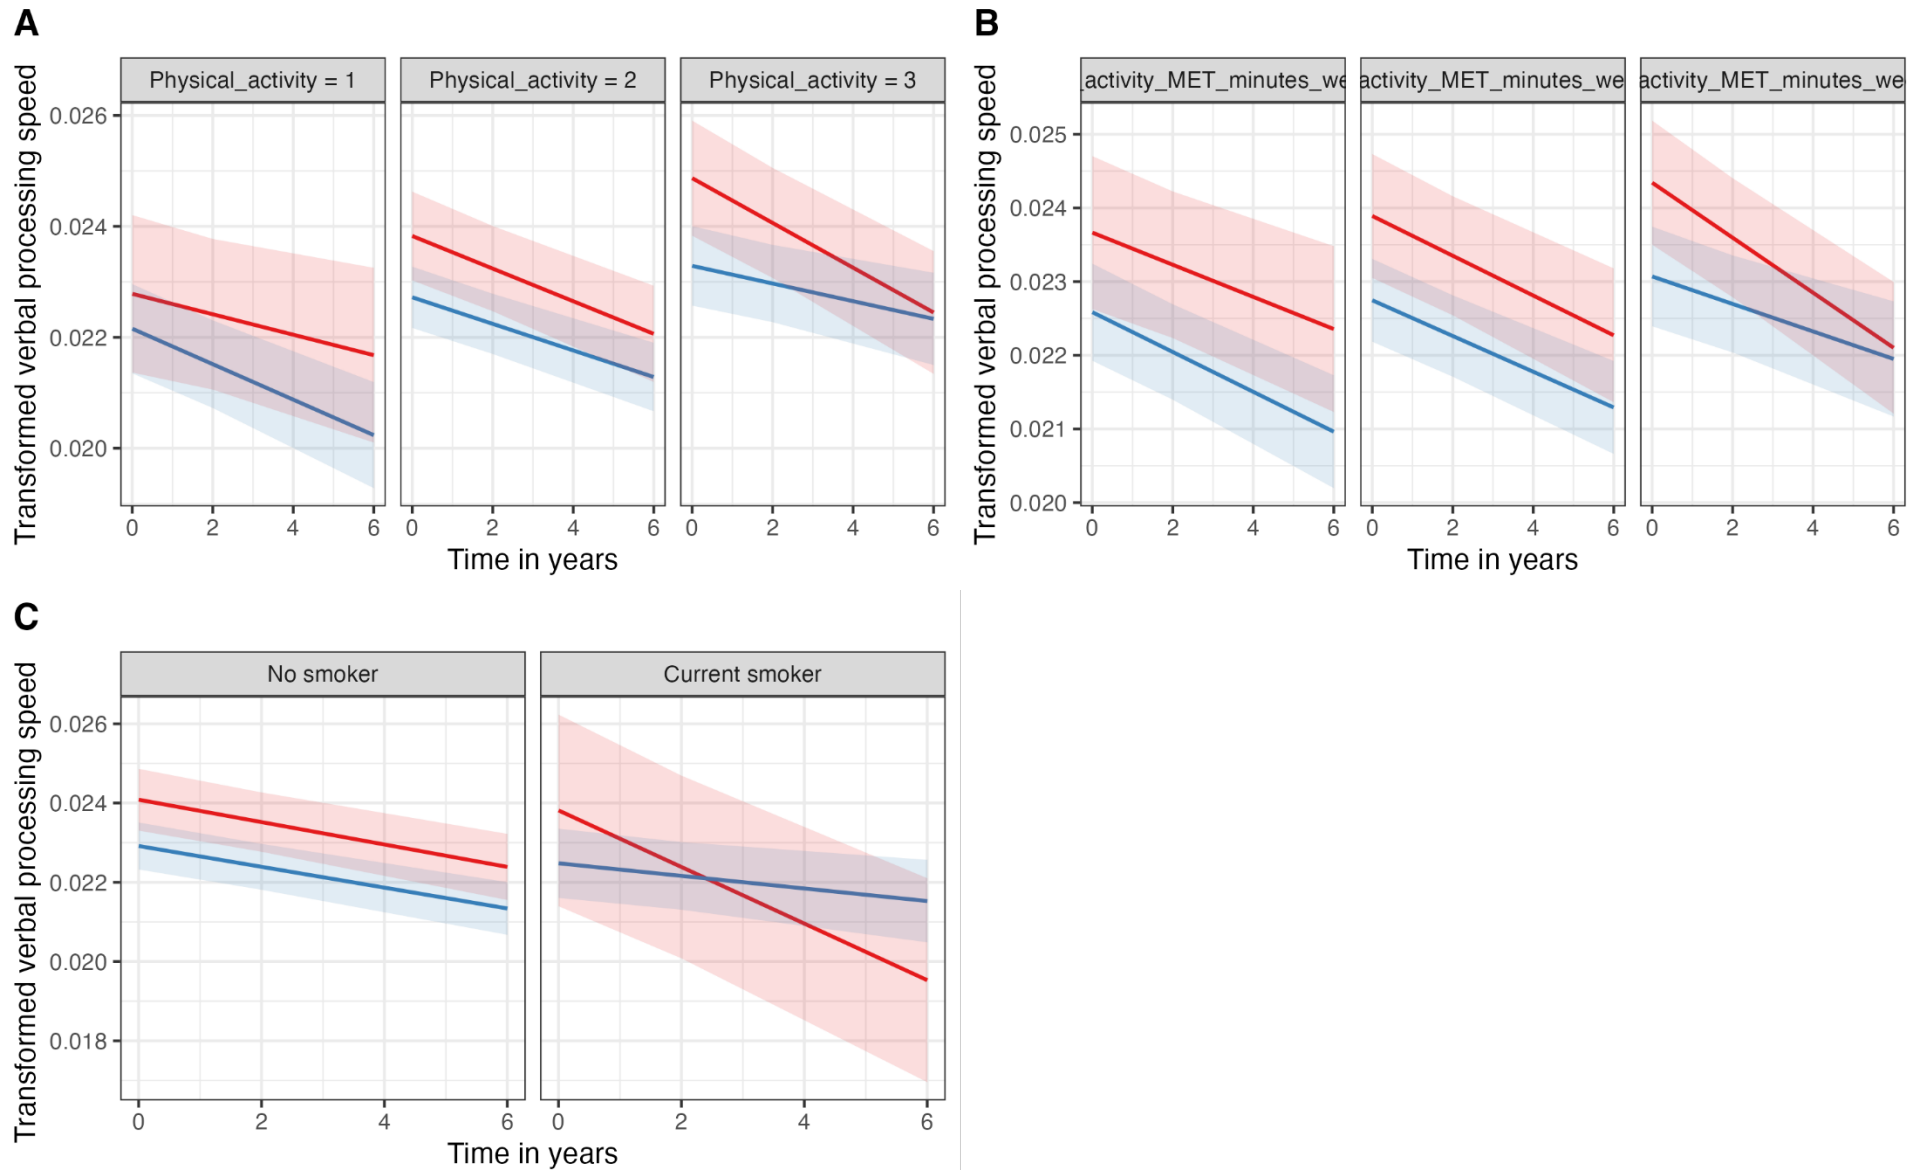 A
Physical_activity = 1
Physical_activity = 2
Physical_activity = 3
Transformed verbal processing speed
0.026
0.024
0.022
0.020
0 2 4 6
0 2 4 6
0 2 4 6
Time in years
B
activity_MET_minutes_we
activity_MET_minutes_we
activity_MET_minutes_we
Transformed verbal processing speed
0.025
0.024
0.023
0.022
0.021
0.020
0 2 4 6
0 2 4 6
0 2 4 6
Time in years
C
No smoker
Current smoker
Transformed verbal processing speed
0.026
0.024
0.022
0.020
0.018
0 2 4 6
0 2 4 6
Time in years